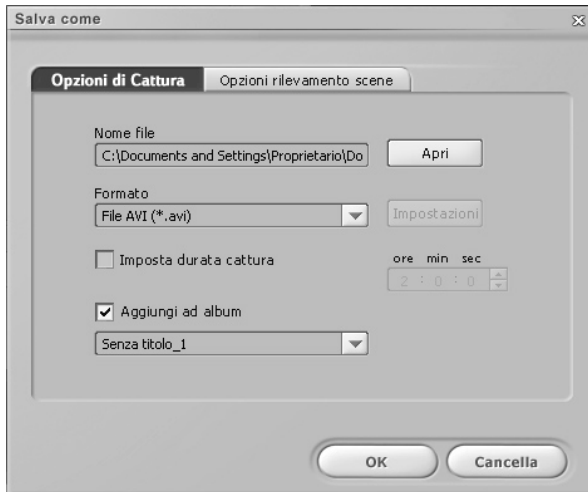 Salva come
Opzioni di Cattura
Opzioni rilevamento scene
Nome file
C:\Documents and Settings\Proprietario\Do
Apri
Formato
File AVI (*.avi)
Impostazioni
Imposta durata cattura
ore min sec
2 : 0 : 0
Aggiungi ad album
Senza titolo_1
OK
Cancella